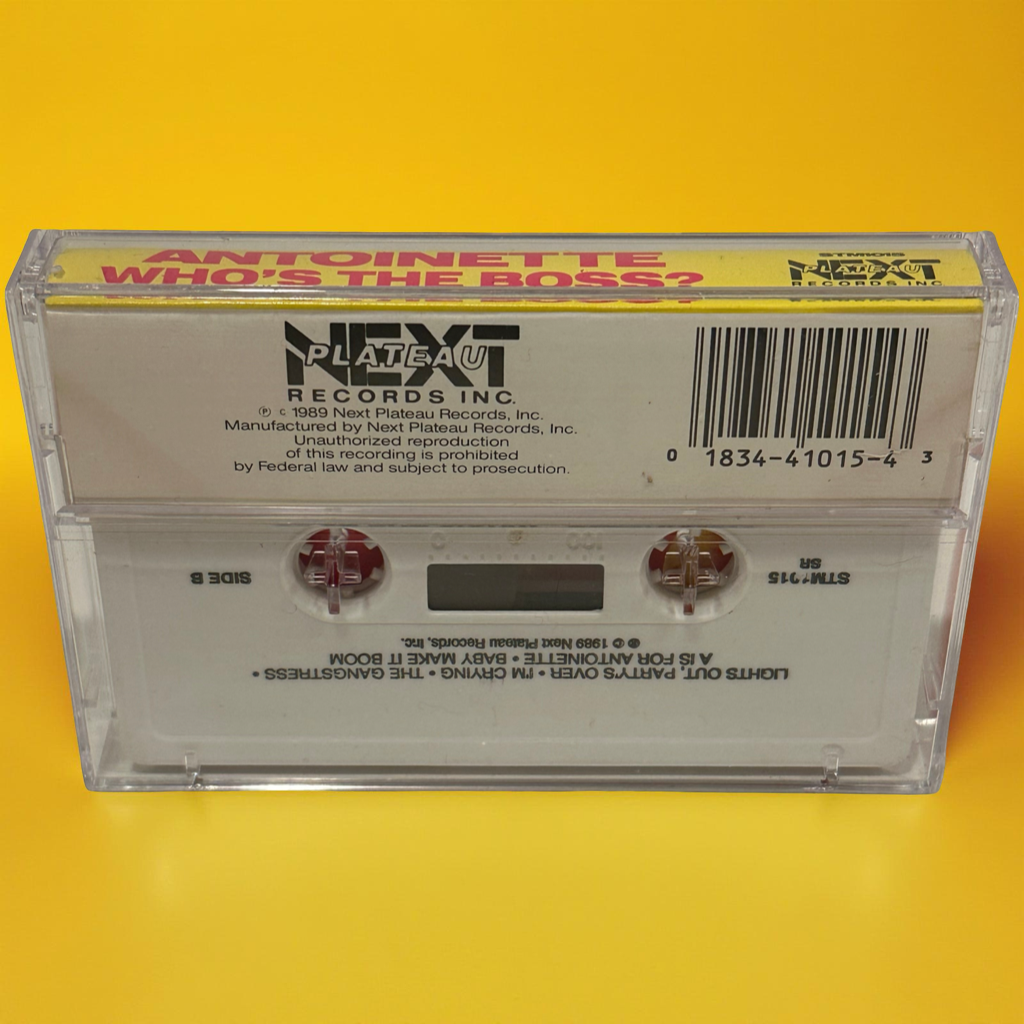 ANTOINETTE
WHO'S THE BOSS?
NEXT
PLATEAU
RECORDS INC
NEXT
PLATEAU
RECORDS INC.
℗ c 1989 Next Plateau Records, Inc.
Manufactured by Next Plateau Records, Inc.
Unauthorized reproduction
of this recording is prohibited
by Federal law and subject to prosecution.
0 1834-41015-4 3
LIGHTS OUT, PARTY'S OVER • I'M CRYING • THE GANGSTRESS •
A IS FOR ANTOINETTE • BABY MAKE IT BOOM
℗ © 1989 Next Plateau Records, Inc.
SR
SIDE B
100
0